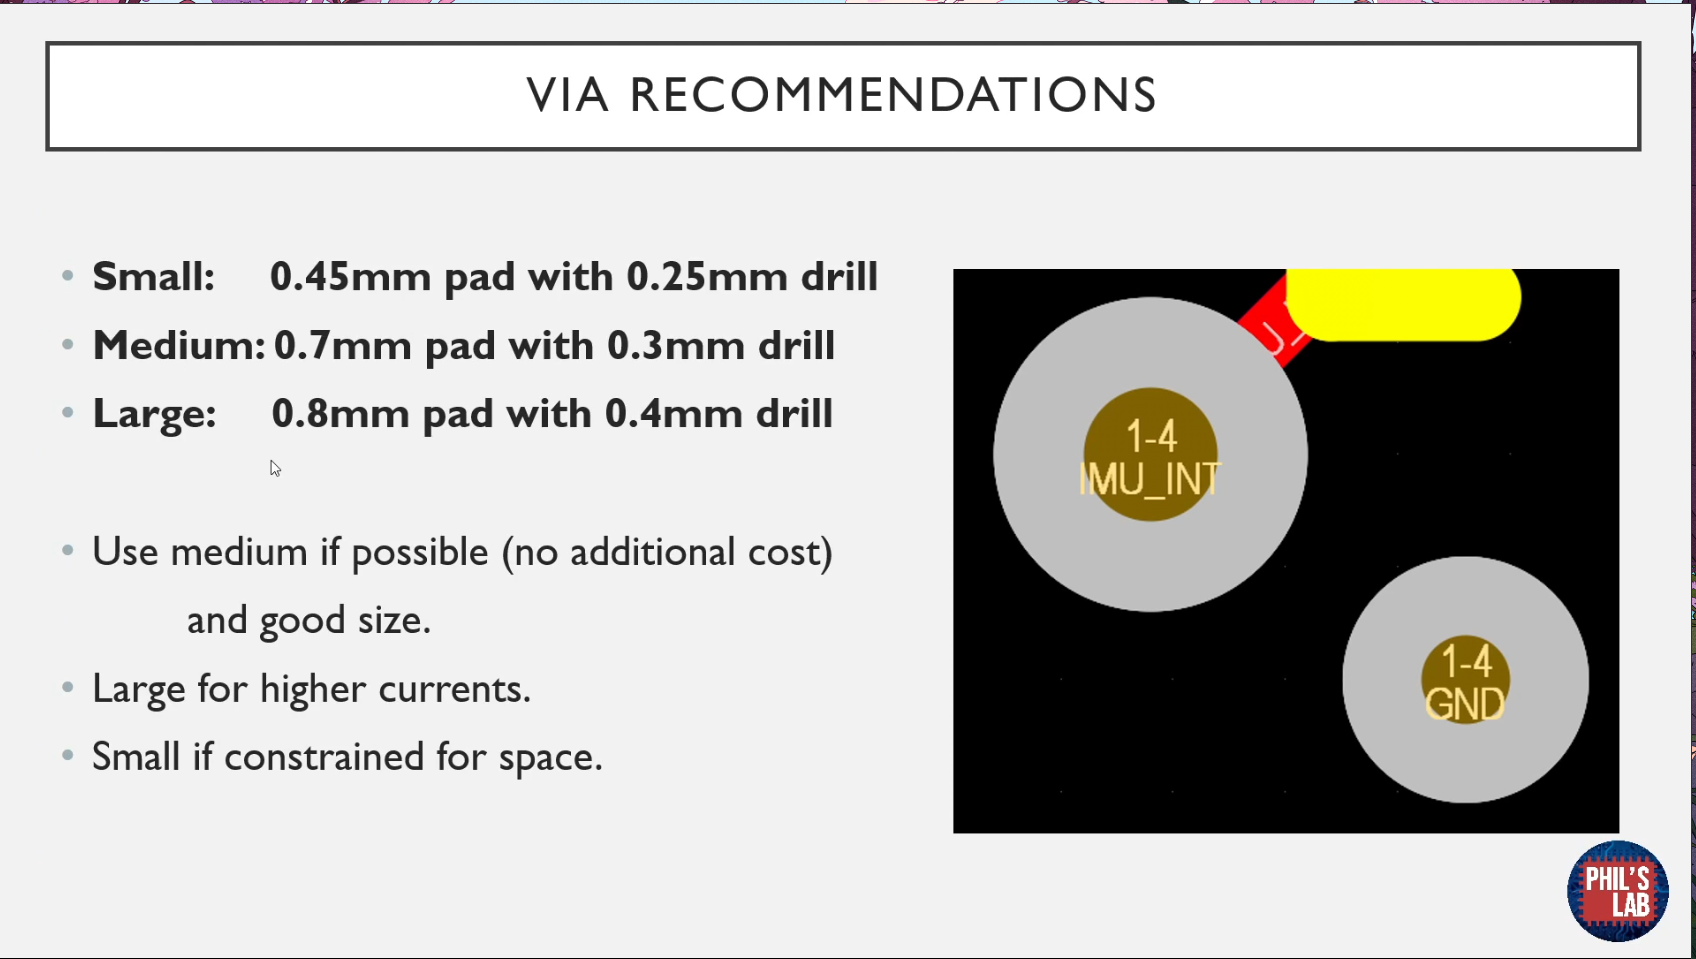 VIA RECOMMENDATIONS
• Small: 0.45mm pad with 0.25mm drill
• Medium: 0.7mm pad with 0.3mm drill
• Large: 0.8mm pad with 0.4mm drill
• Use medium if possible (no additional cost)
and good size.
• Large for higher currents.
• Small if constrained for space.
1-4
IMU_INT
1-4
GND
PHIL'S
LAB